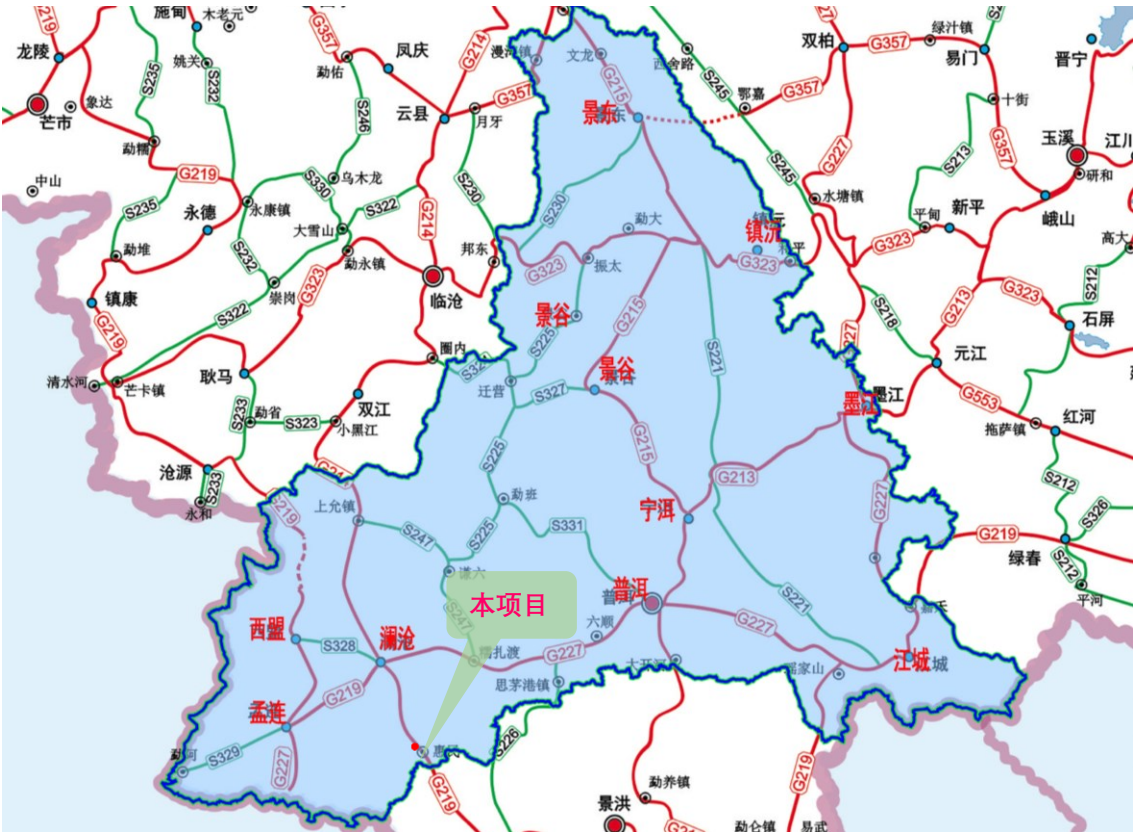 施甸
木老元
G219
G357
凤庆
G214
漫湾镇
文龙
西舍路
双柏
G227
绿汁镇
易门
晋宁
龙陵
姚关
S235
S232
勐佑
S246
G215
S245
G357
G357
鄂嘉
十街
芒市
象达
云县
月牙
G357
景东
玉溪
江川
勐糯
G219
S330
乌木龙
S230
G227
S213
G357
研和
中山
S235
永德
永康镇
S322
G214
S245
水塘镇
平甸
新平
峨山
大雪山
S230
勐大
镇沅
G323
高大
勐堆
S232
勐永镇
邦东
G323
振太
G323
S212
G323
镇康
崇岗
临沧
景谷
G215
S218
G213
石屏
G219
S322
G323
圈内
S225
S221
元江
清水河
芒卡镇
耿马
迁营
S327
景谷
墨江
墨江
G553
双江
拖萨镇
红河
S233
勐省
S323
小黑江
S225
G215
沧源
S233
G213
S212
永和
G219
上允镇
勐班
宁洱
G227
S326
S247
S225
S331
G219
绿春
S212
谦六
平河
本项目
普洱
S221
S247
六顺
G227
西盟
S328
澜沧
糯扎渡
G227
大开河
江城
思茅港镇
瑶家山
孟连
G219
S329
G227
S226
G219
勐养镇
G219
景洪
勐仑镇
易武